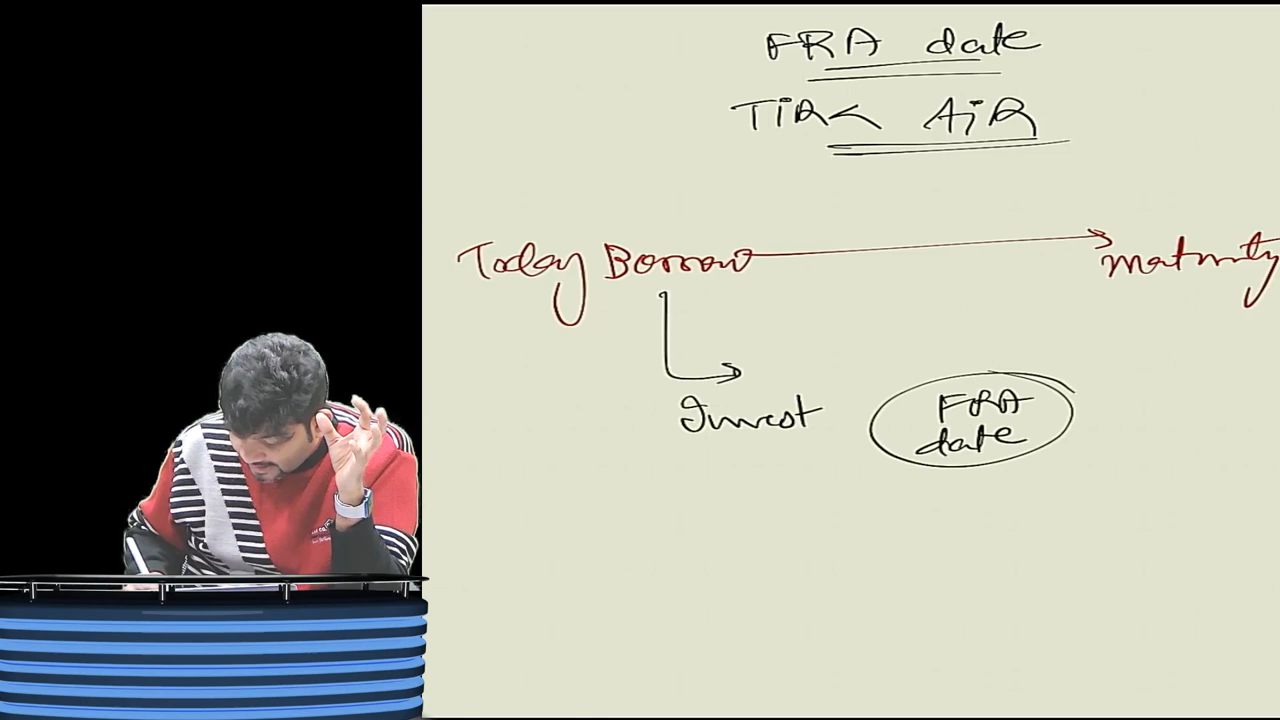 FRA date
TIR< AIR
Today Borrow
Maturity
Invest
FRA
date